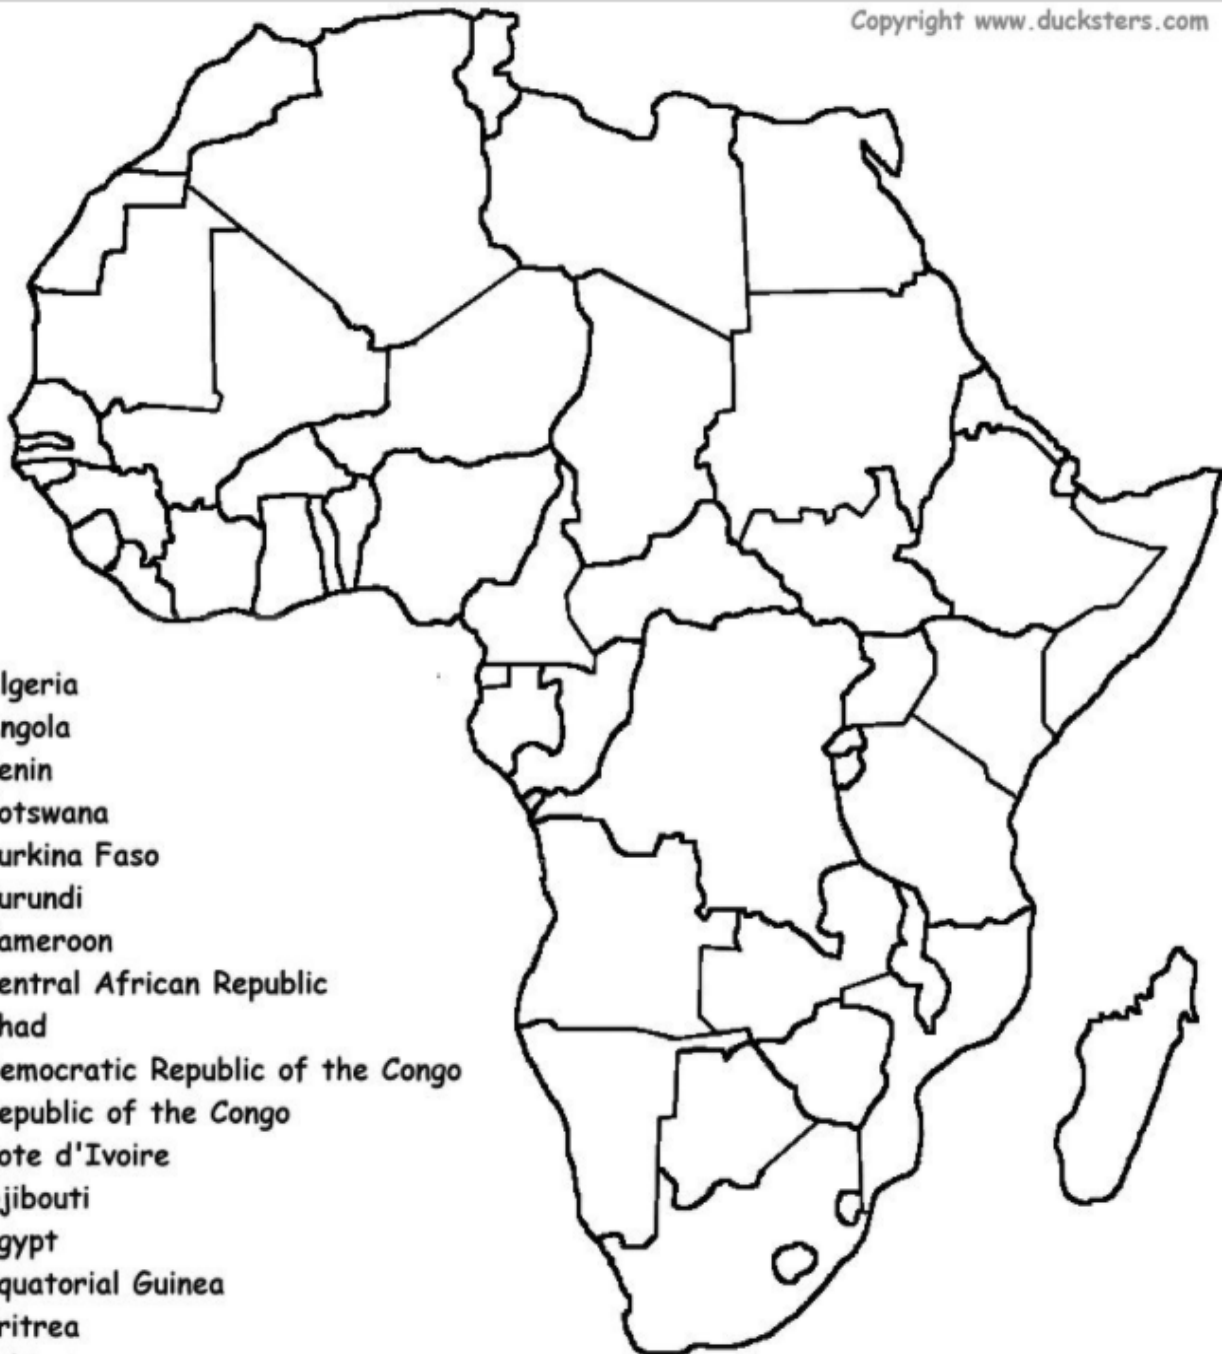 Copyright www.ducksters.com
lgeria
ngola
enin
otswana
urkina Faso
urundi
ameroon
entral African Republic
had
emocratic Republic of the Congo
epublic of the Congo
ote d'Ivoire
jibouti
gypt
quatorial Guinea
ritrea